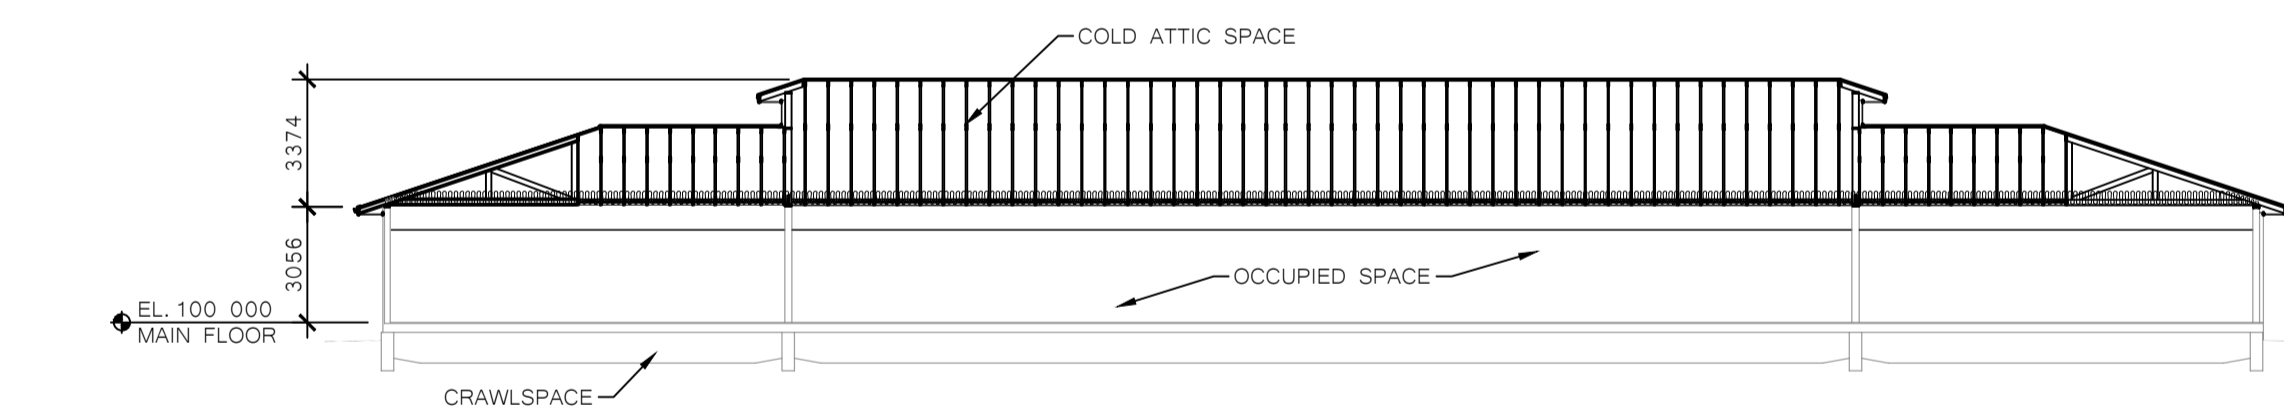 COLD ATTIC SPACE
3374
3056
OCCUPIED SPACE
EL. 100 000
MAIN FLOOR
CRAWLSPACE